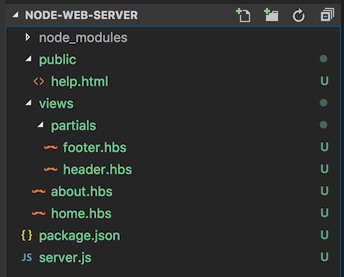 NODE-WEB-SERVER
node_modules
public
<> help.html U
views
partials
footer.hbs U
header.hbs U
about.hbs U
home.hbs U
{ } package.json U
JS server.js U